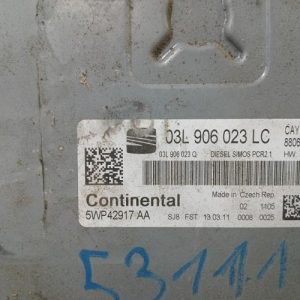 03L 906 023 LC
CAY
03L 906 023 Q DIESEL SIMOS PCR2.1
8806
HW:
Continental
5WP42917 AA
Made in Czech Rep.
02 1405
SJ8 FST 19.03.11 0008 0025
53111